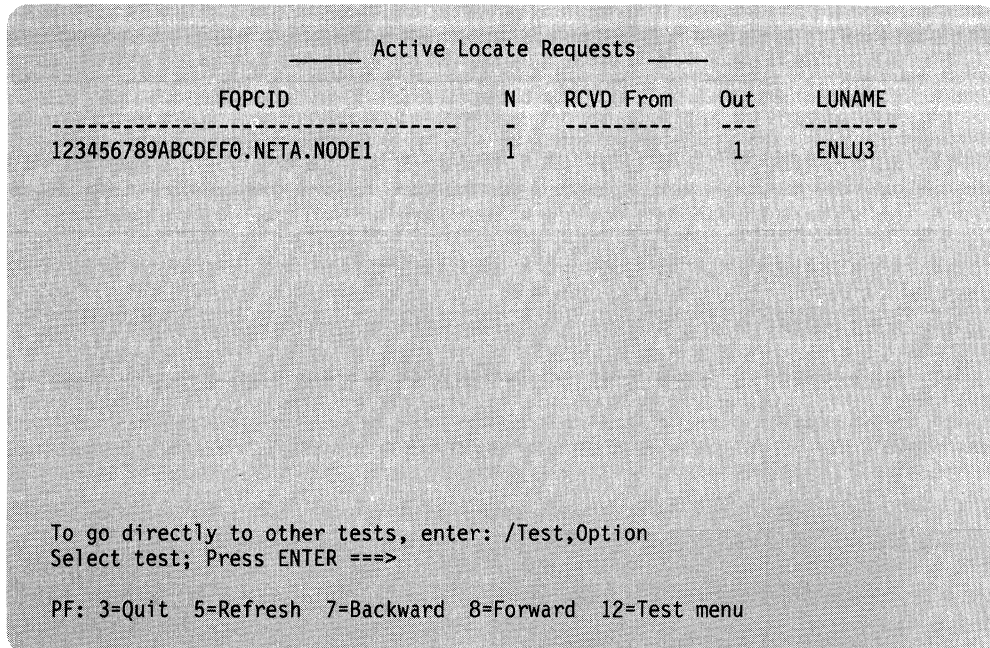 ______ Active Locate Requests _____
FQPCID N RCVD From Out LUNAME
---------------------------------- - --------- --- --------
123456789ABCDEF0.NETA.NODE1 1 1 ENLU3
To go directly to other tests, enter: /Test,Option
Select test; Press ENTER ===>
PF: 3=Quit 5=Refresh 7=Backward 8=Forward 12=Test menu